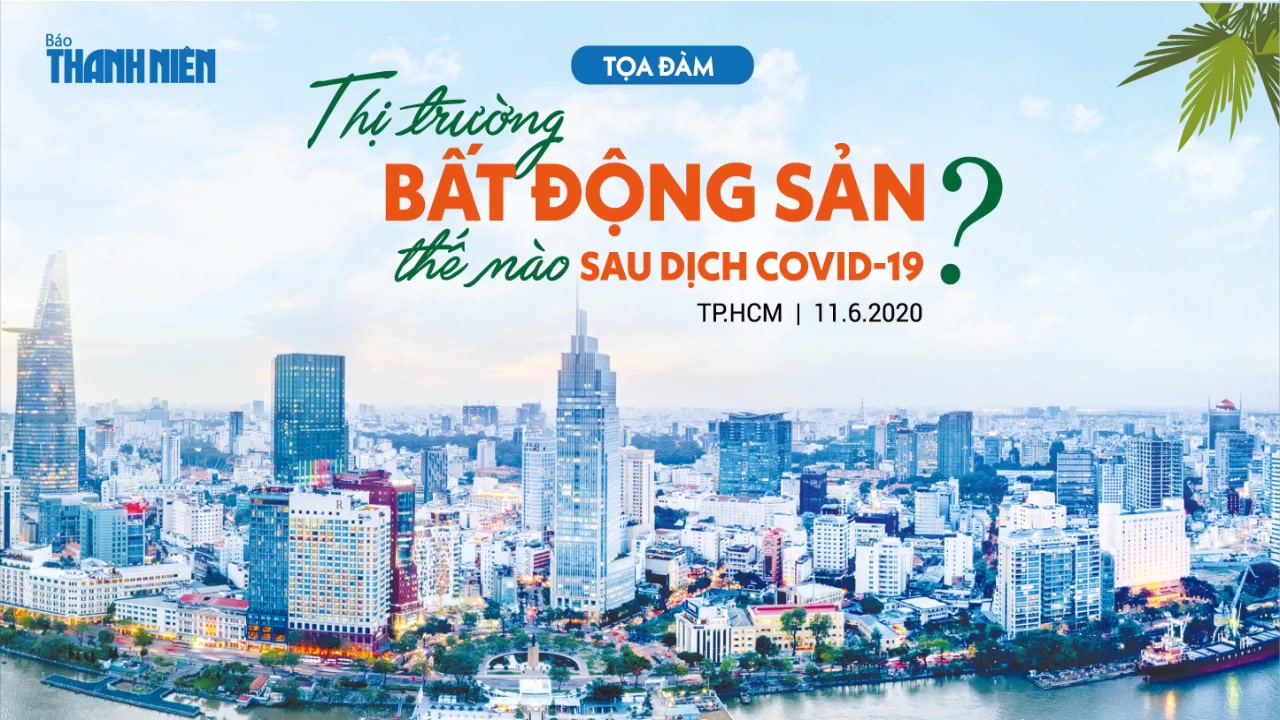 Báo
THANH NIÊN
TỌA ĐÀM
Thị trường
BẤT ĐỘNG SẢN
thế nào SAU DỊCH COVID-19 ?
TP.HCM | 11.6.2020
R